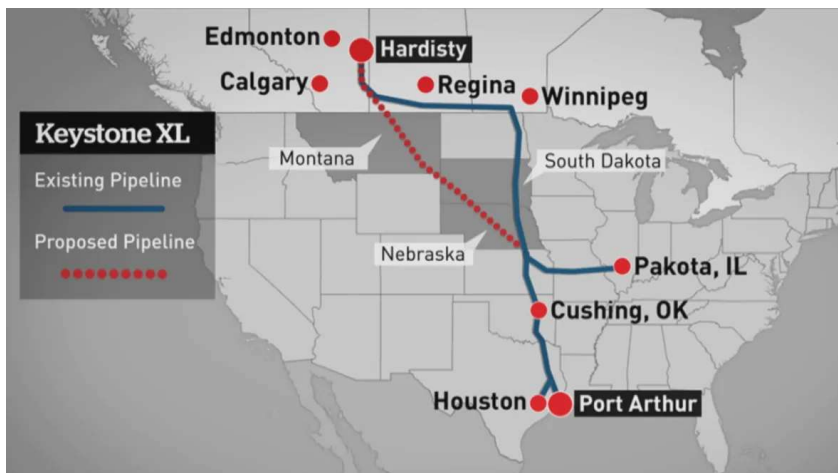 Edmonton
Hardisty
Calgary
Regina
Winnipeg
Keystone XL
Existing Pipeline
Proposed Pipeline
Montana
South Dakota
Nebraska
Pakota, IL
Cushing, OK
Houston
Port Arthur